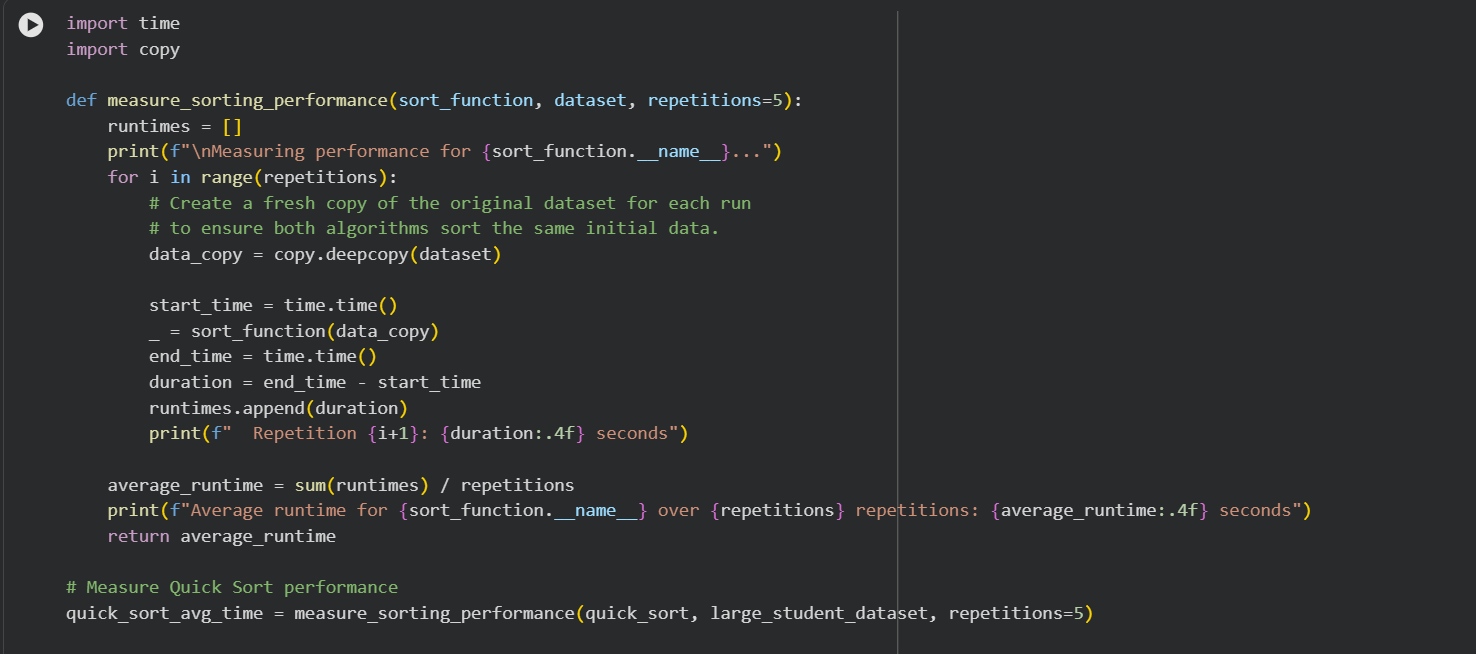 import time
import copy
def measure_sorting_performance(sort_function, dataset, repetitions=5):
    runtimes = []
    print(f"\nMeasuring performance for {sort_function.__name__}...")
    for i in range(repetitions):
        # Create a fresh copy of the original dataset for each run
        # to ensure both algorithms sort the same initial data.
        data_copy = copy.deepcopy(dataset)
        start_time = time.time()
        _ = sort_function(data_copy)
        end_time = time.time()
        duration = end_time - start_time
        runtimes.append(duration)
        print(f"  Repetition {i+1}: {duration:.4f} seconds")
    average_runtime = sum(runtimes) / repetitions
    print(f"Average runtime for {sort_function.__name__} over {repetitions} repetitions: {average_runtime:.4f} seconds")
    return average_runtime
# Measure Quick Sort performance
quick_sort_avg_time = measure_sorting_performance(quick_sort, large_student_dataset, repetitions=5)